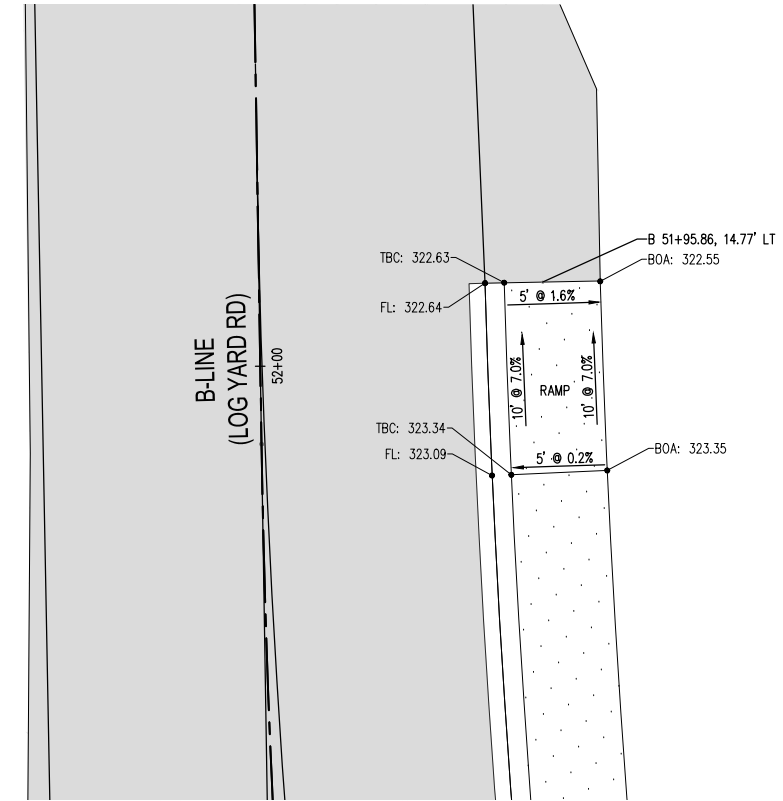 B 51+95.86, 14.77' LT
TBC: 322.63
BOA: 322.55
5' @ 1.6%
FL: 322.64
B-LINE
(LOG YARD RD)
52+00
10' @ 7.0%
RAMP
10' @ 7.0%
TBC: 323.34
FL: 323.09
5' @ 0.2%
BOA: 323.35